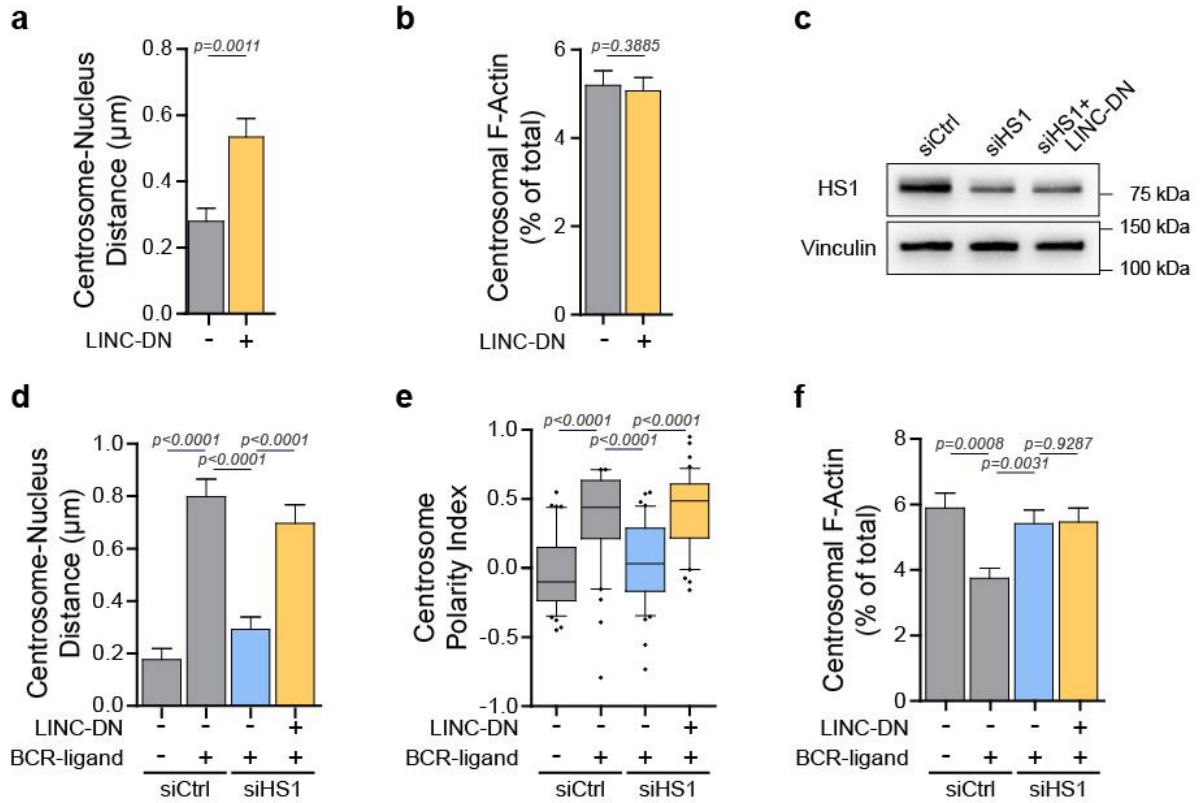 a
Centrosome-Nucleus
Distance (µm)
0.8
0.6
0.4
0.2
0.0
p=0.0011
LINC-DN - +
b
Centrosomal F-Actin
(% of total)
6
4
2
0
p=0.3885
LINC-DN - +
c
siCtrl
siHS1
siHS1+
LINC-DN
HS1
75 kDa
150 kDa
Vinculin
100 kDa
d
Centrosome-Nucleus
Distance (µm)
1.0
0.8
0.6
0.4
0.2
0.0
p<0.0001 p<0.0001
p<0.0001
LINC-DN - - - +
BCR-ligand - + + +
siCtrl siHS1
e
Centrosome
Polarity Index
1.0
0.5
0.0
-0.5
-1.0
p<0.0001 p<0.0001
p<0.0001
LINC-DN - - - +
BCR-ligand - + + +
siCtrl siHS1
f
Centrosomal F-Actin
(% of total)
8
6
4
2
0
p=0.0008 p=0.9287
p=0.0031
LINC-DN - - - +
BCR-ligand - + + +
siCtrl siHS1